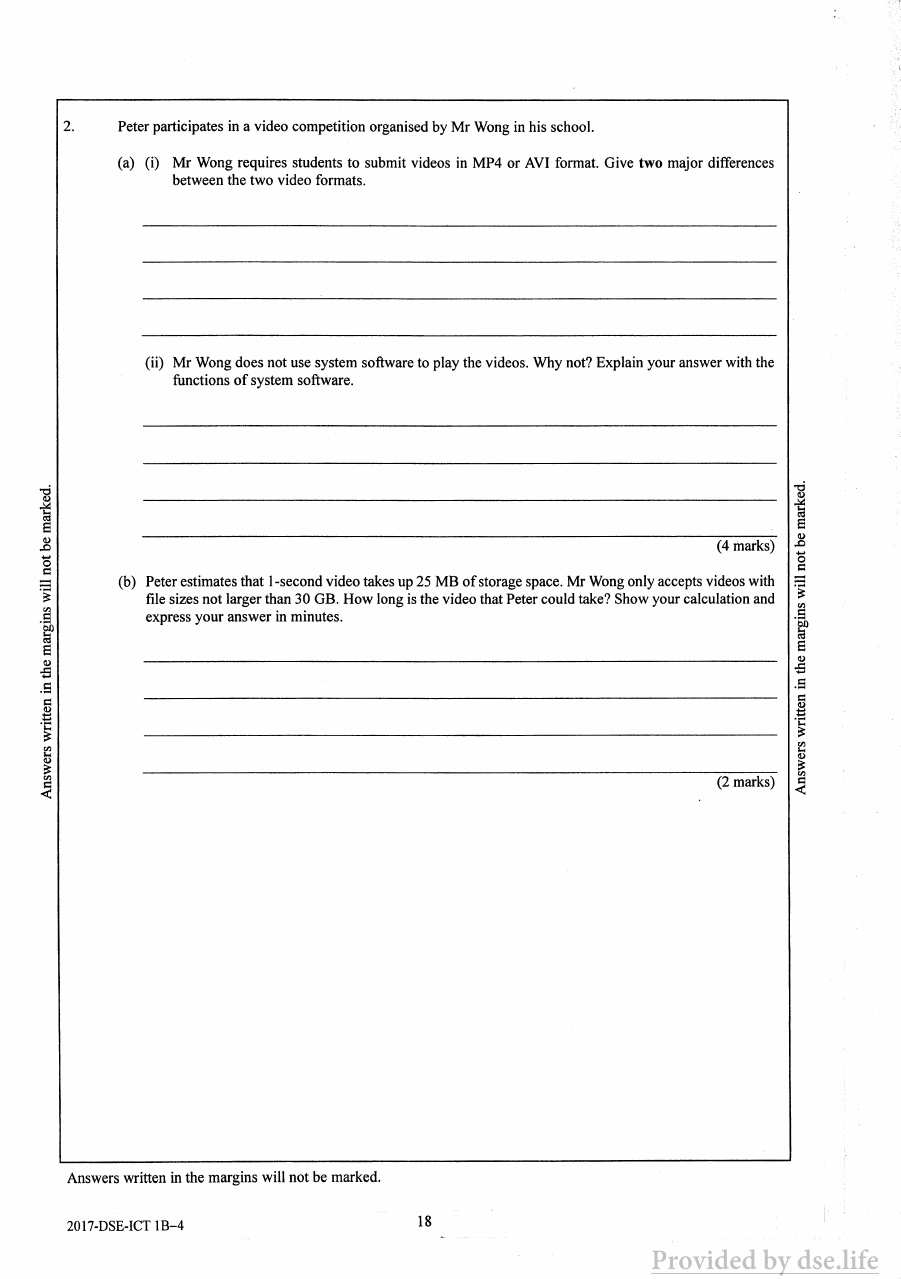 2. Peter participates in a video competition organised by Mr Wong in his school.
(a) (i) Mr Wong requires students to submit videos in MP4 or AVI format. Give two major differences
between the two video formats.
(ii) Mr Wong does not use system software to play the videos. Why not? Explain your answer with the
functions of system software.
(4 marks)
(b) Peter estimates that 1-second video takes up 25 MB of storage space. Mr Wong only accepts videos with
file sizes not larger than 30 GB. How long is the video that Peter could take? Show your calculation and
express your answer in minutes.
(2 marks)
Answers written in the margins will not be marked.
Answers written in the margins will not be marked.
Answers written in the margins will not be marked.
2017-DSE-ICT 1B–4
18
Provided by dse.life